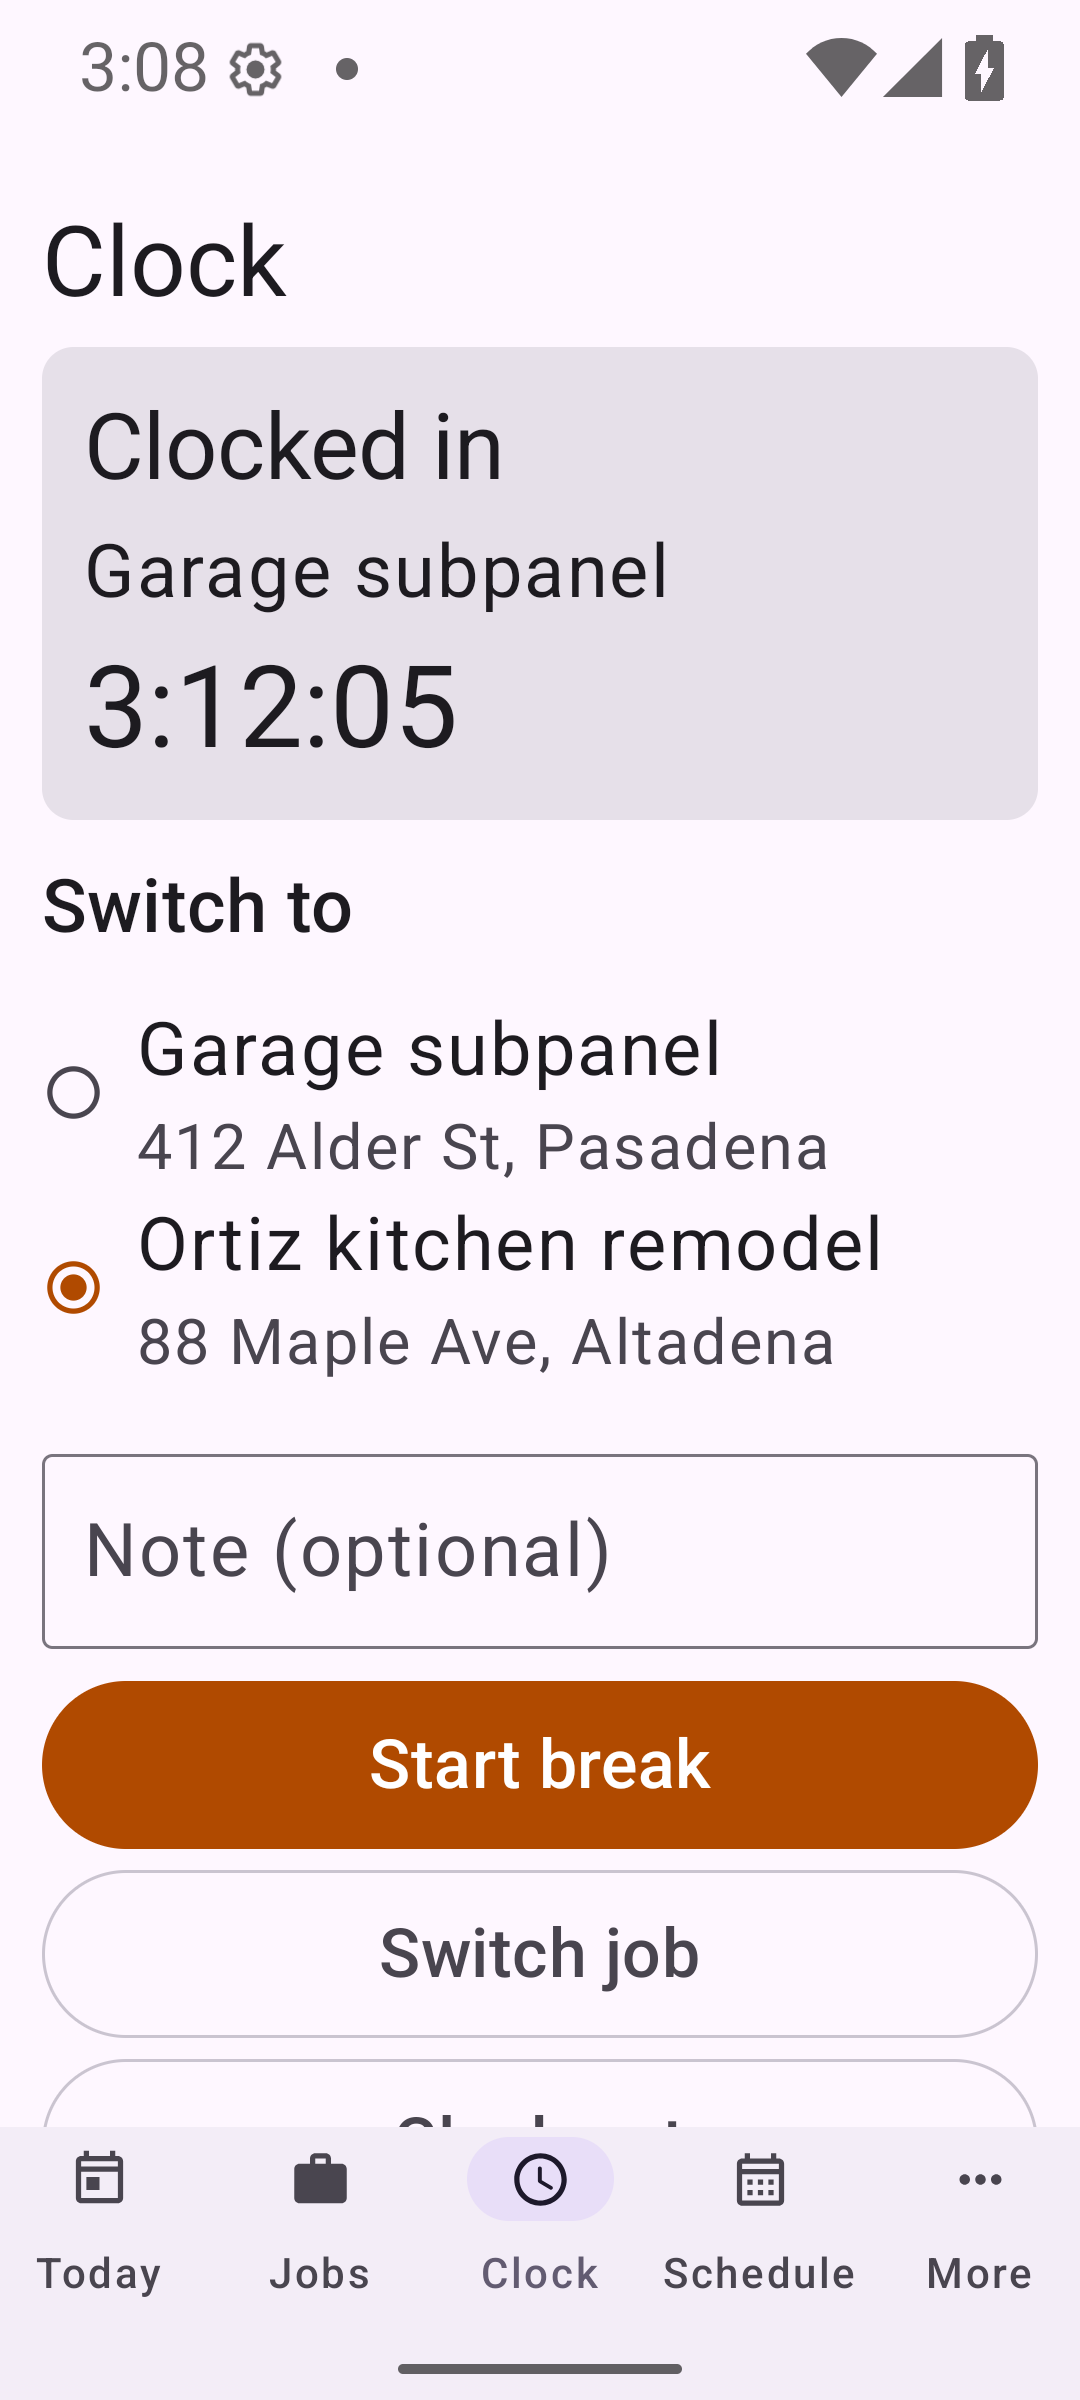 3:08
Clock
Clocked in
Garage subpanel
3:12:05
Switch to
Garage subpanel
412 Alder St, Pasadena
Ortiz kitchen remodel
88 Maple Ave, Altadena
Note (optional)
Start break
Switch job
Today
Jobs
Clock
Schedule
More